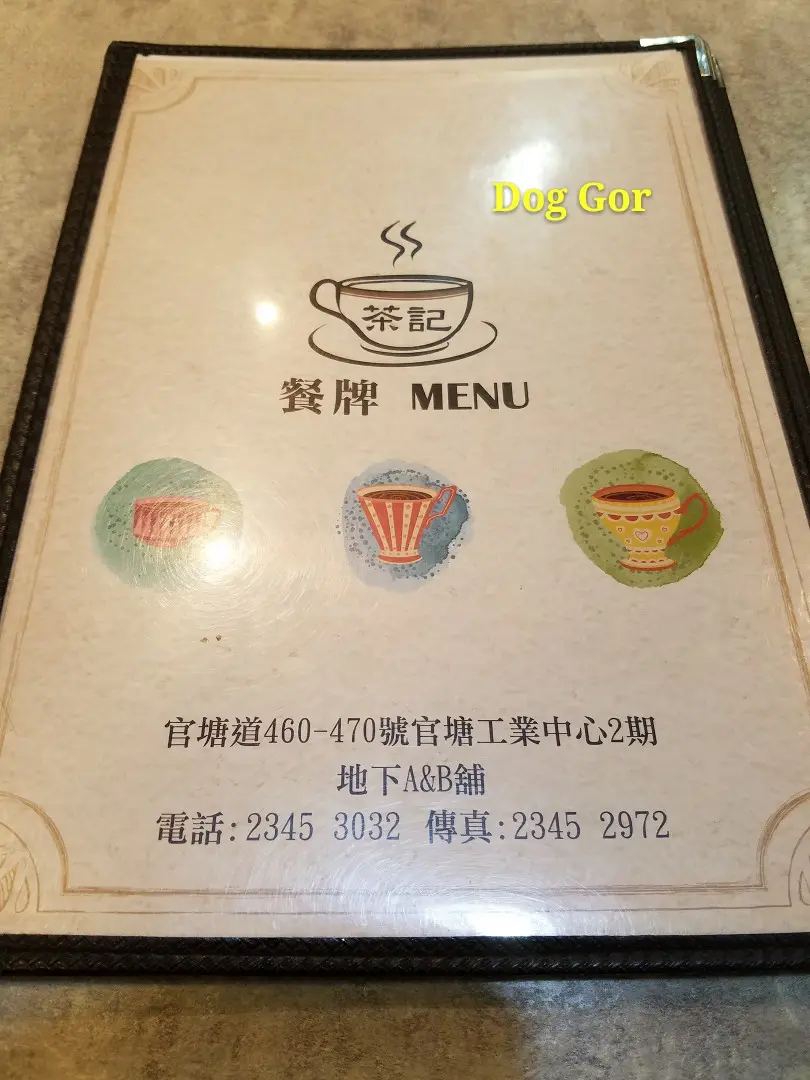 Dog Gor
茶記
餐牌 MENU
官塘道460-470號官塘工業中心2期
地下A&B舖
電話:2345 3032 傳真:2345 2972